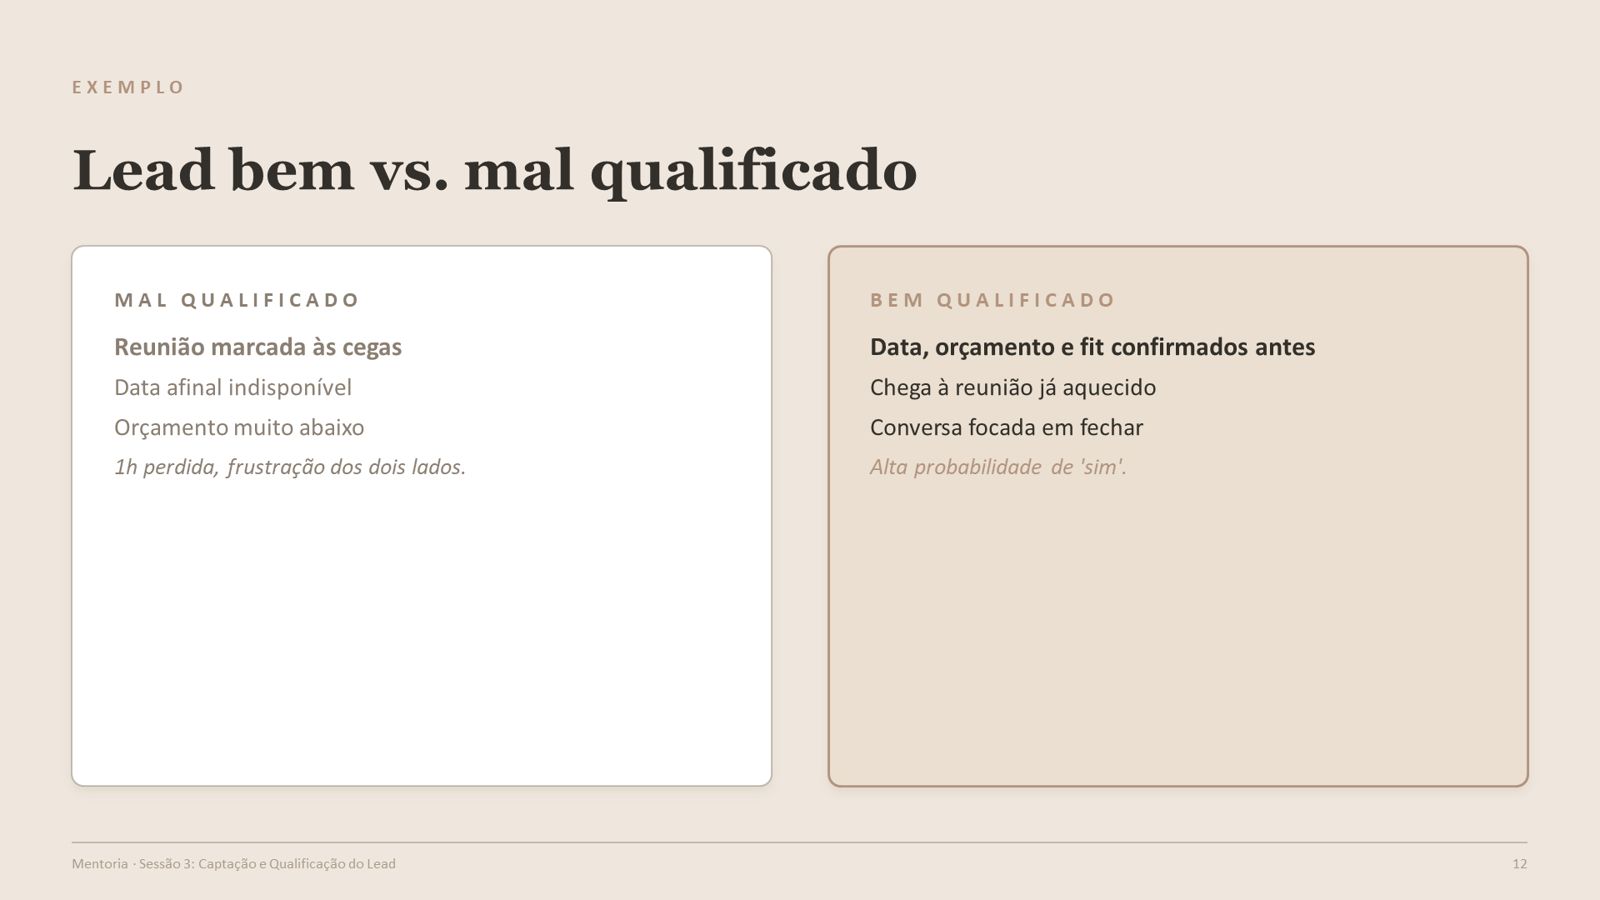 EXEMPLO
Lead bem vs. mal qualificado
MAL QUALIFICADO
Reunião marcada às cegas
Data afinal indisponível
Orçamento muito abaixo
1h perdida, frustração dos dois lados.
BEM QUALIFICADO
Data, orçamento e fit confirmados antes
Chega à reunião já aquecido
Conversa focada em fechar
Alta probabilidade de 'sim'.
Mentoria · Sessão 3: Captação e Qualificação do Lead
12